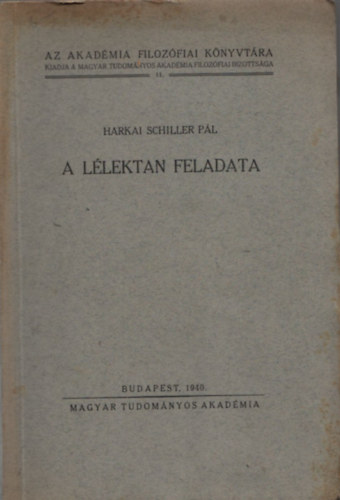 AZ AKADÉMIA FILOZÓFIAI KÖNYVTÁRA
KIADJA A MAGYAR TUDOMÁNYOS AKADÉMIA FILOZÓFIAI BIZOTTSÁGA
HARKAI SCHILLER PÁL
A LÉLEKTAN FELADATA
BUDAPEST, 1940.
MAGYAR TUDOMÁNYOS AKADÉMIA